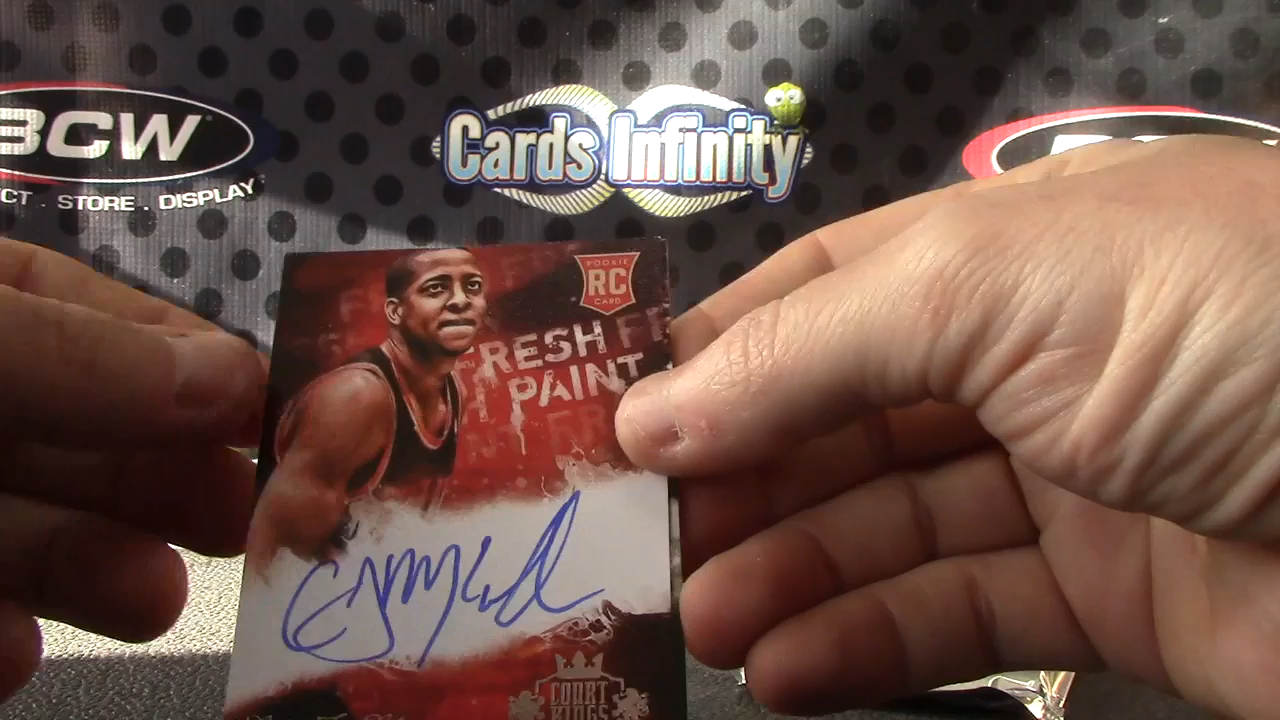 BCW
CT . STORE . DISPLAY
Cards Infinity
ROOKIE
RC
CARD
FRESH
PAINT
COURT
KINGS